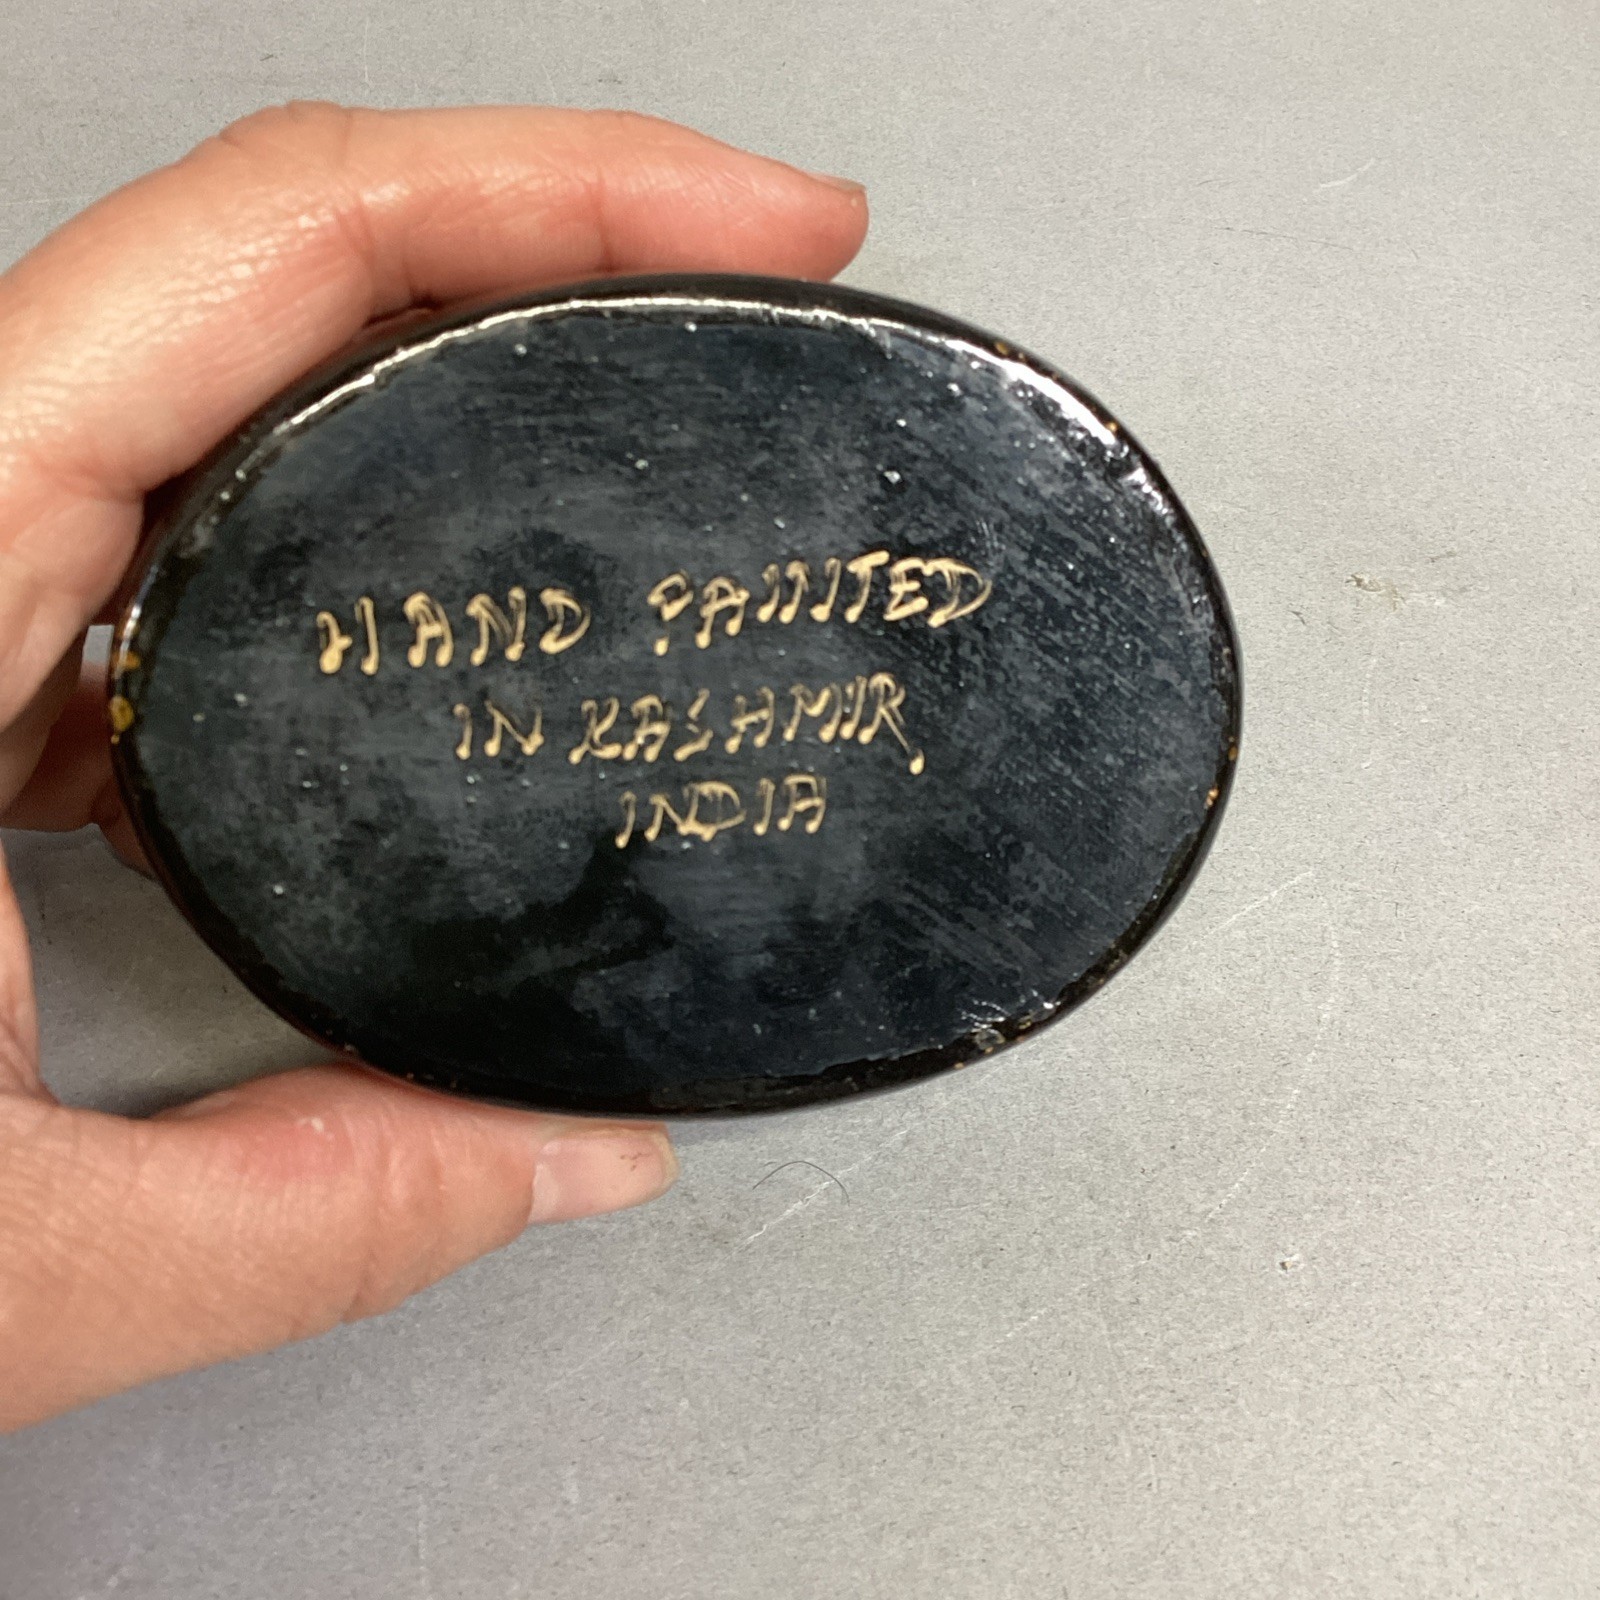 HAND PAINTED
IN KASHMIR,
INDIA